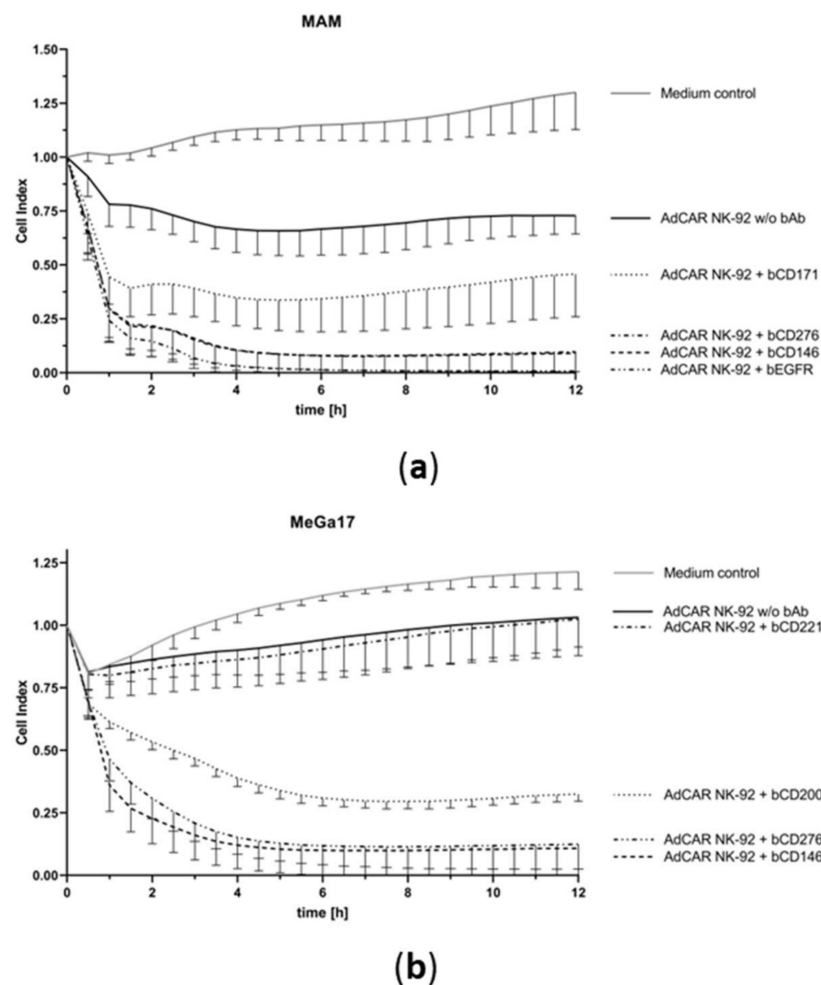 MAM
1.50
1.25
1.00
0.75
0.50
0.25
0.00
Cell Index
0 2 4 6 8 10 12
time [h]
Medium control
AdCAR NK-92 w/o bAb
AdCAR NK-92 + bCD171
AdCAR NK-92 + bCD276
AdCAR NK-92 + bCD146
AdCAR NK-92 + bEGFR
(a)
MeGa17
1.25
1.00
0.75
0.50
0.25
0.00
Cell Index
0 2 4 6 8 10 12
time [h]
Medium control
AdCAR NK-92 w/o bAb
AdCAR NK-92 + bCD221
AdCAR NK-92 + bCD200
AdCAR NK-92 + bCD276
AdCAR NK-92 + bCD146
(b)